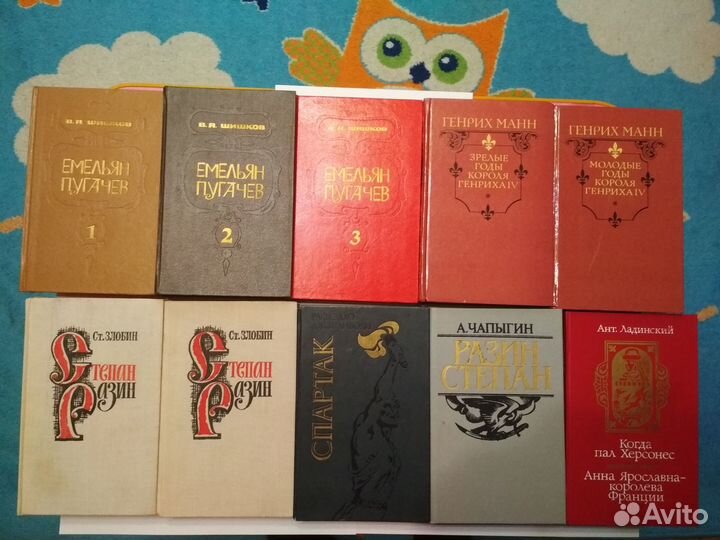 В. Я. ШИШКОВ
ЕМЕЛЬЯН
ПУГАЧЕВ
1
В. Я. ШИШКОВ
ЕМЕЛЬЯН
ПУГАЧЕВ
2
В. Я. ШИШКОВ
ЕМЕЛЬЯН
ПУГАЧЕВ
3
ГЕНРИХ МАНН
ЗРЕЛЫЕ
ГОДЫ
КОРОЛЯ
ГЕНРИХА IV
ГЕНРИХ МАНН
МОЛОДЫЕ
ГОДЫ
КОРОЛЯ
ГЕНРИХА IV
Ст. ЗЛОБИН
СТЕПАН
РАЗИН
Ст. ЗЛОБИН
СТЕПАН
РАЗИН
СПАРТАК
А. ЧАПЫГИН
РАЗИН
СТЕПАН
Ант. Ладинский
Когда
пал Херсонес
Анна Ярославна–
королева
Франции
Avito